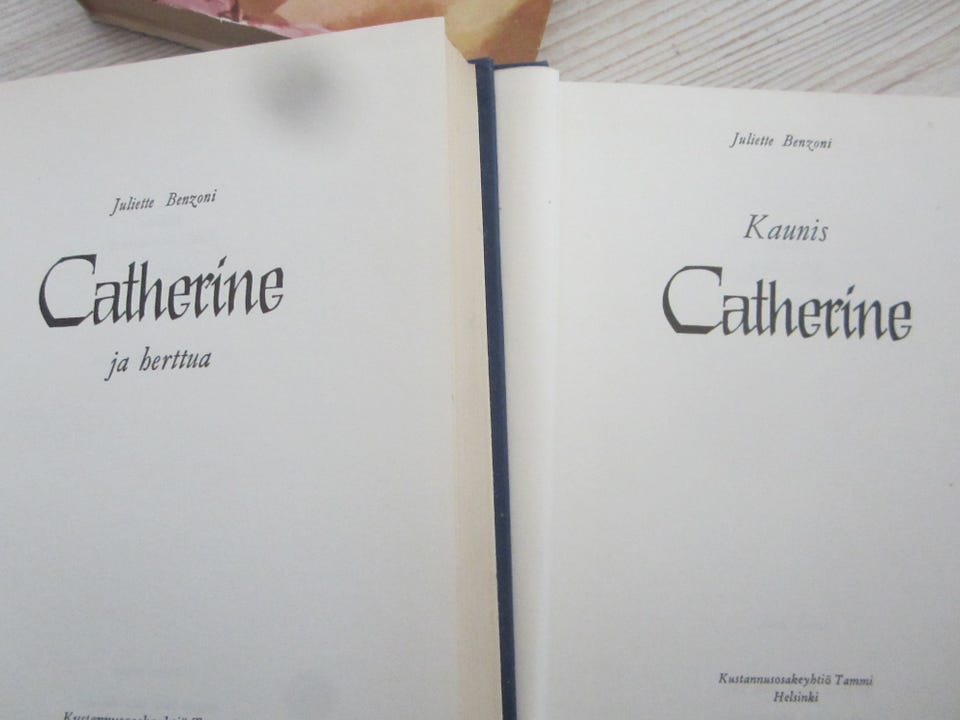 Juliette Benzoni
Catherine
ja herttua
Juliette Benzoni
Kaunis
Catherine
Kustannusosakeyhtiö Tammi
Helsinki